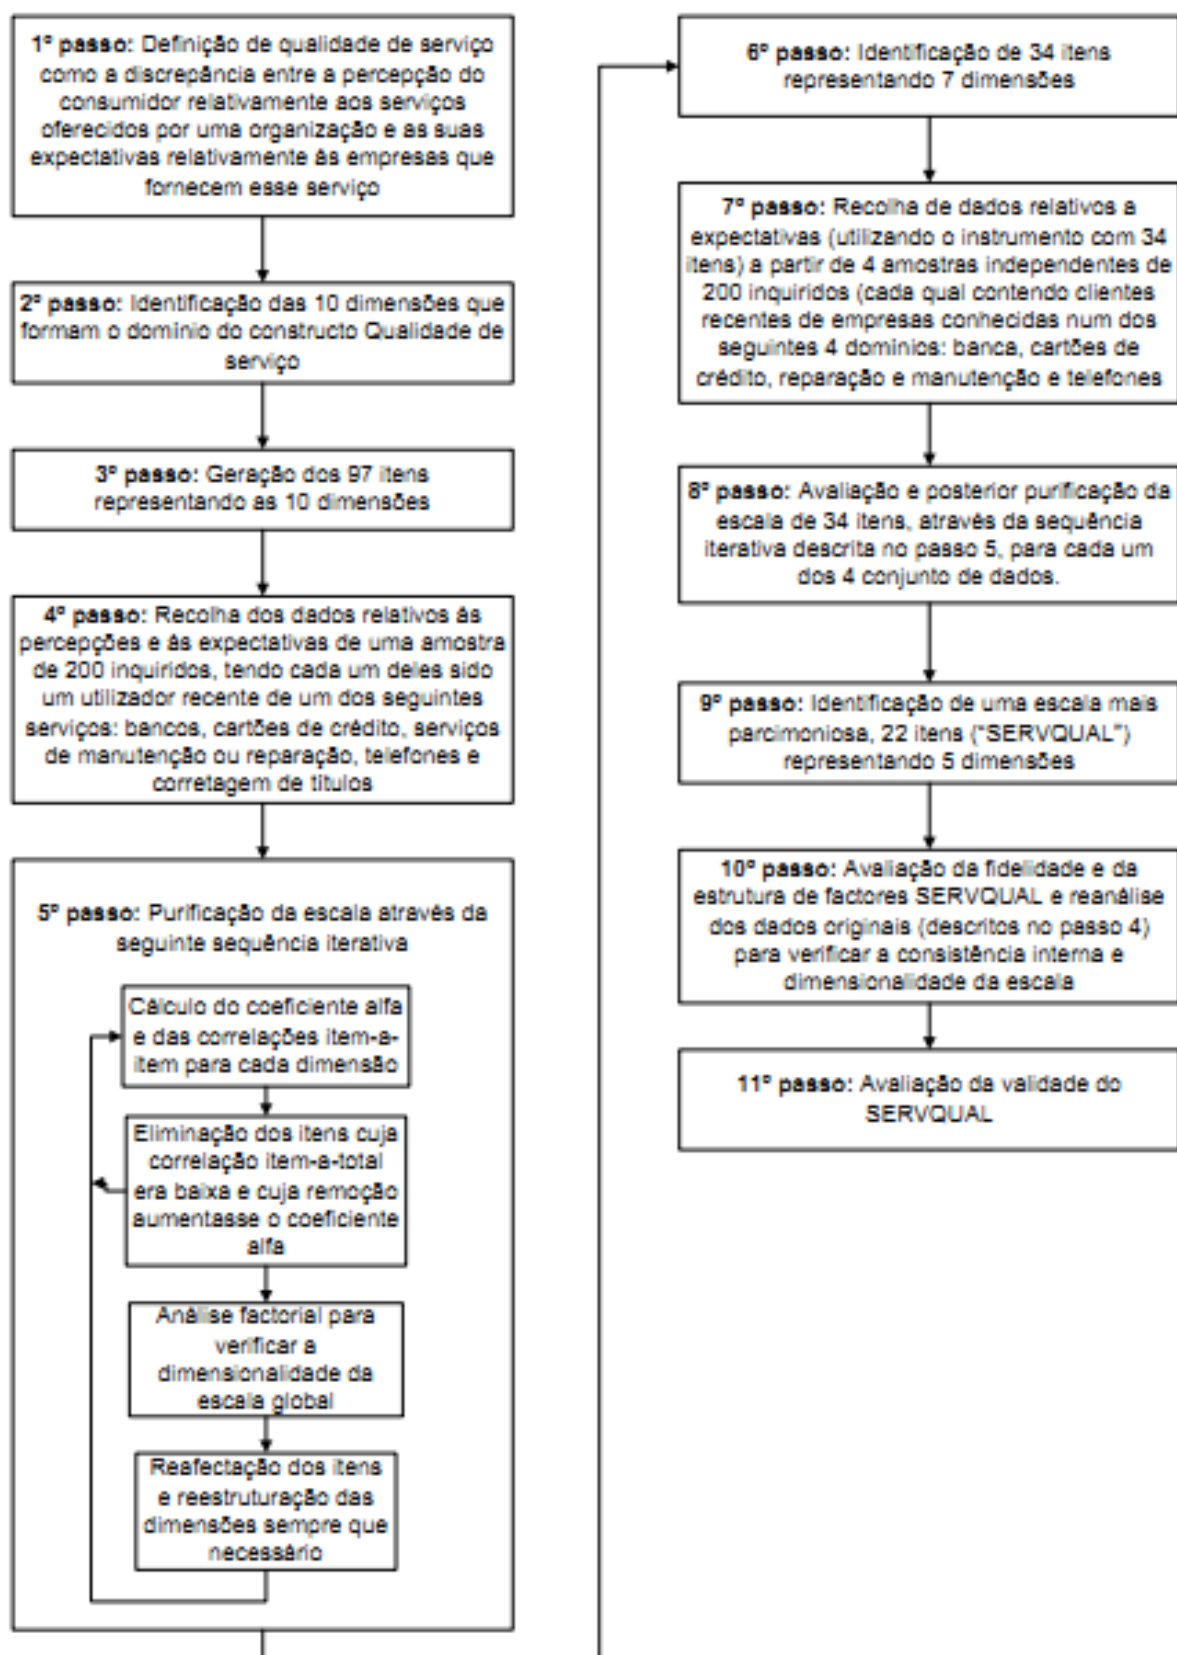 1º passo: Definição de qualidade de serviço
como a discrepância entre a percepção do
consumidor relativamente aos serviços
oferecidos por uma organização e as suas
expectativas relativamente às empresas que
fornecem esse serviço
2º passo: Identificação das 10 dimensões que
formam o domínio do constructo Qualidade de
serviço
3º passo: Geração dos 97 itens
representando as 10 dimensões
4º passo: Recolha dos dados relativos às
percepções e às expectativas de uma amostra
de 200 inquiridos, tendo cada um deles sido
um utilizador recente de um dos seguintes
serviços: bancos, cartões de crédito, serviços
de manutenção ou reparação, telefones e
corretagem de títulos
5º passo: Purificação da escala através da
seguinte sequência iterativa
Cálculo do coeficiente alfa
e das correlações item-a-
item para cada dimensão
Eliminação dos itens cuja
correlação item-a-total
era baixa e cuja remoção
aumentasse o coeficiente
alfa
Análise factorial para
verificar a
dimensionalidade da
escala global
Reafectação dos itens
e reestruturação das
dimensões sempre que
necessário
6º passo: Identificação de 34 itens
representando 7 dimensões
7º passo: Recolha de dados relativos a
expectativas (utilizando o instrumento com 34
itens) a partir de 4 amostras independentes de
200 inquiridos (cada qual contendo clientes
recentes de empresas conhecidas num dos
seguintes 4 domínios: banca, cartões de
crédito, reparação e manutenção e telefones
8º passo: Avaliação e posterior purificação da
escala de 34 itens, através da sequência
iterativa descrita no passo 5, para cada um
dos 4 conjunto de dados.
9º passo: Identificação de uma escala mais
parcimoniosa, 22 itens ("SERVQUAL")
representando 5 dimensões
10º passo: Avaliação da fidelidade e da
estrutura de factores SERVQUAL e reanálise
dos dados originais (descritos no passo 4)
para verificar a consistência interna e
dimensionalidade da escala
11º passo: Avaliação da validade do
SERVQUAL